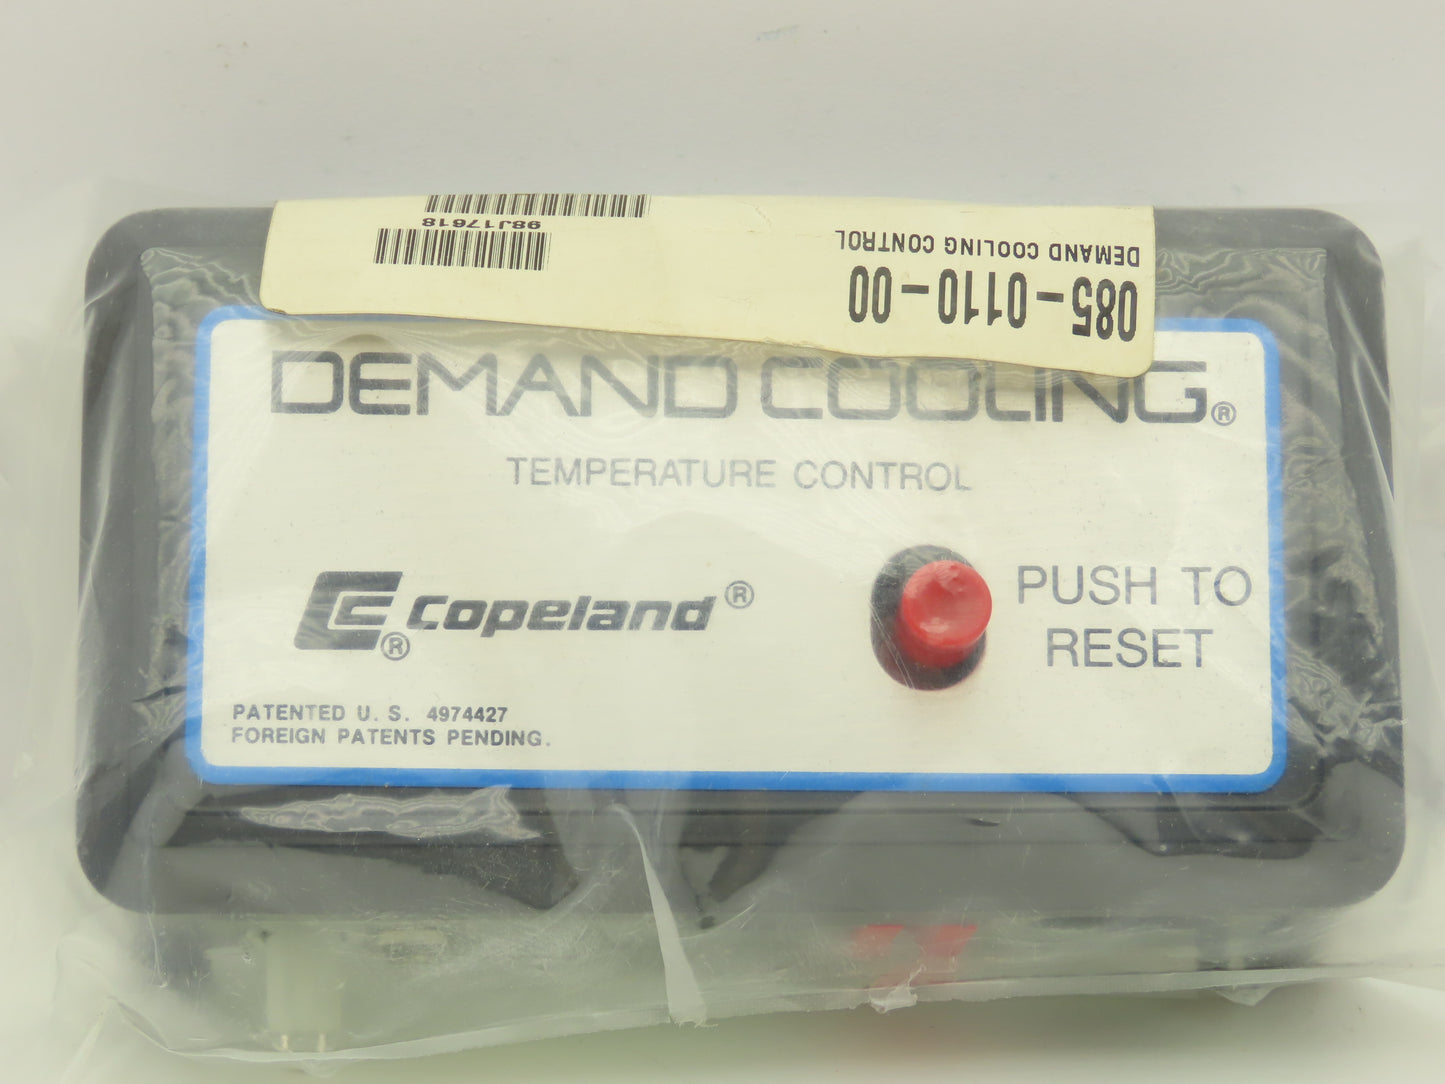 98J17618
DEMAND COOLING CONTROL
085-0110-00
DEMAND COOLING®
TEMPERATURE CONTROL
® Copeland®
PUSH TO
RESET
PATENTED U. S. 4974427
FOREIGN PATENTS PENDING.